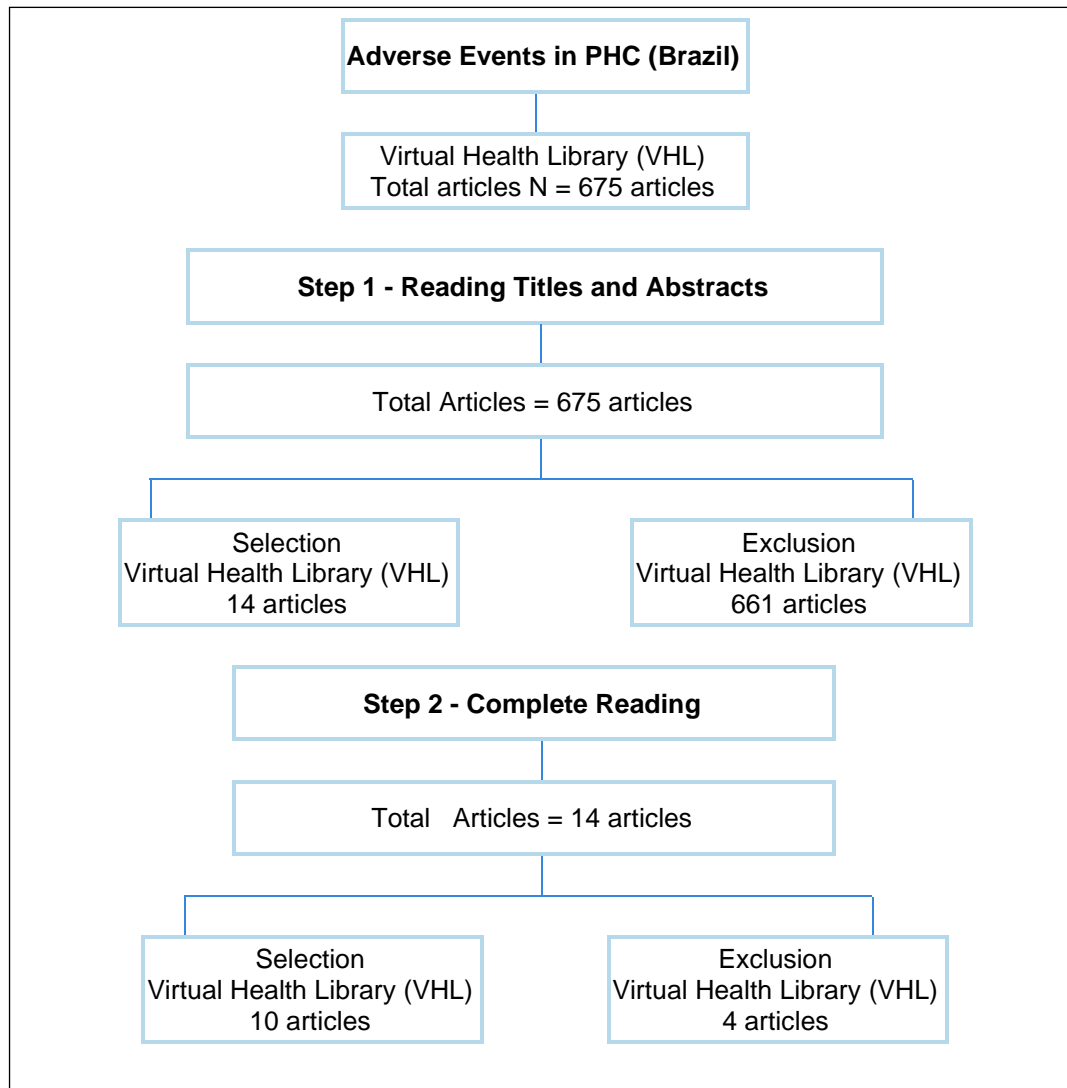 Adverse Events in PHC (Brazil)
Virtual Health Library (VHL)
Total articles N = 675 articles
Step 1 - Reading Titles and Abstracts
Total Articles = 675 articles
Selection
Virtual Health Library (VHL)
14 articles
Exclusion
Virtual Health Library (VHL)
661 articles
Step 2 - Complete Reading
Total Articles = 14 articles
Selection
Virtual Health Library (VHL)
10 articles
Exclusion
Virtual Health Library (VHL)
4 articles